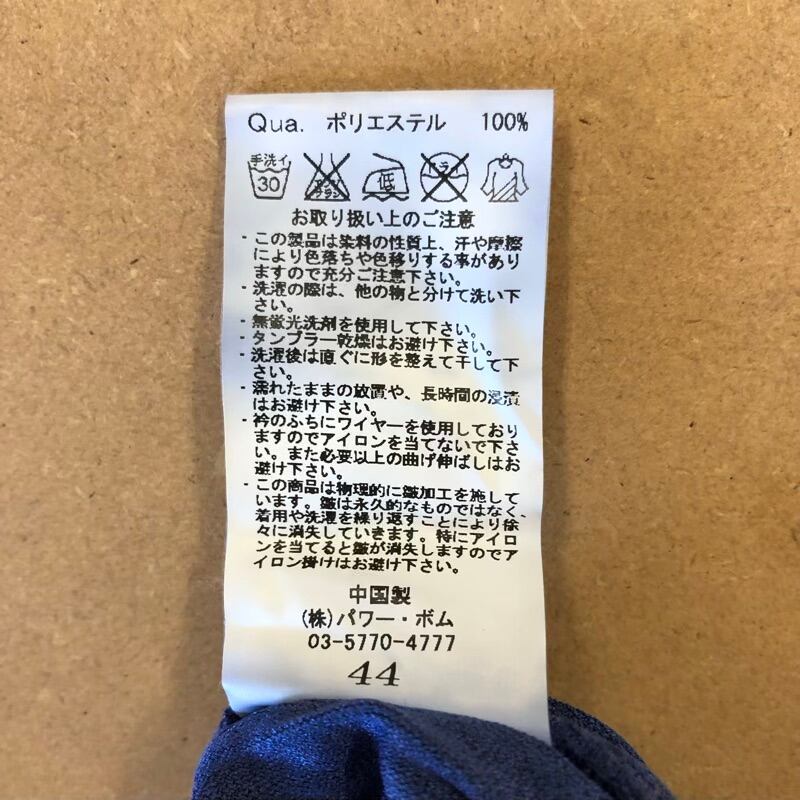 Qua. ポリエステル 100%
手洗イ
30 エンソサラシ 低 ドライ
お取り扱い上のご注意
・この製品は染料の性質上、汗や摩擦
により色落ちや色移りする事があり
ますので充分ご注意下さい。
・洗濯の際は、他の物と分けて洗い下
さい。
・無蛍光洗剤を使用して下さい。
・タンブラー乾燥はお避け下さい。
・洗濯後は直ぐに形を整えて干して下
さい。
・濡れたままの放置や、長時間の浸漬
はお避け下さい。
・衿のふちにワイヤーを使用しており
ますのでアイロンを当てないで下さ
い。また必要以上の曲げ伸ばしはお
避け下さい。
・この商品は物理的に皺加工を施して
います。皺は永久的なものではなく、
着用や洗濯を繰り返すことにより徐
々に消失していきます。特にアイロ
ンを当てると皺が消失しますのでア
イロン掛けはお避け下さい。
中国製
(株)パワー・ボム
03-5770-4777
44